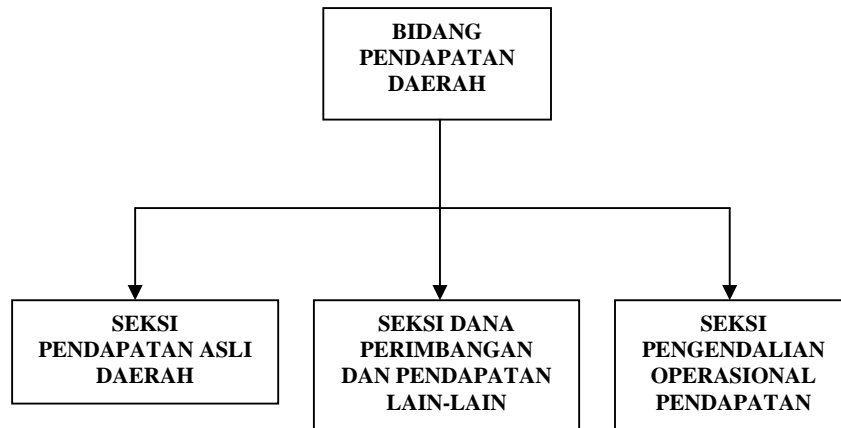 BIDANG
PENDAPATAN
DAERAH
SEKSI
PENDAPATAN ASLI
DAERAH
SEKSI DANA
PERIMBANGAN
DAN PENDAPATAN
LAIN-LAIN
SEKSI
PENGENDALIAN
OPERASIONAL
PENDAPATAN